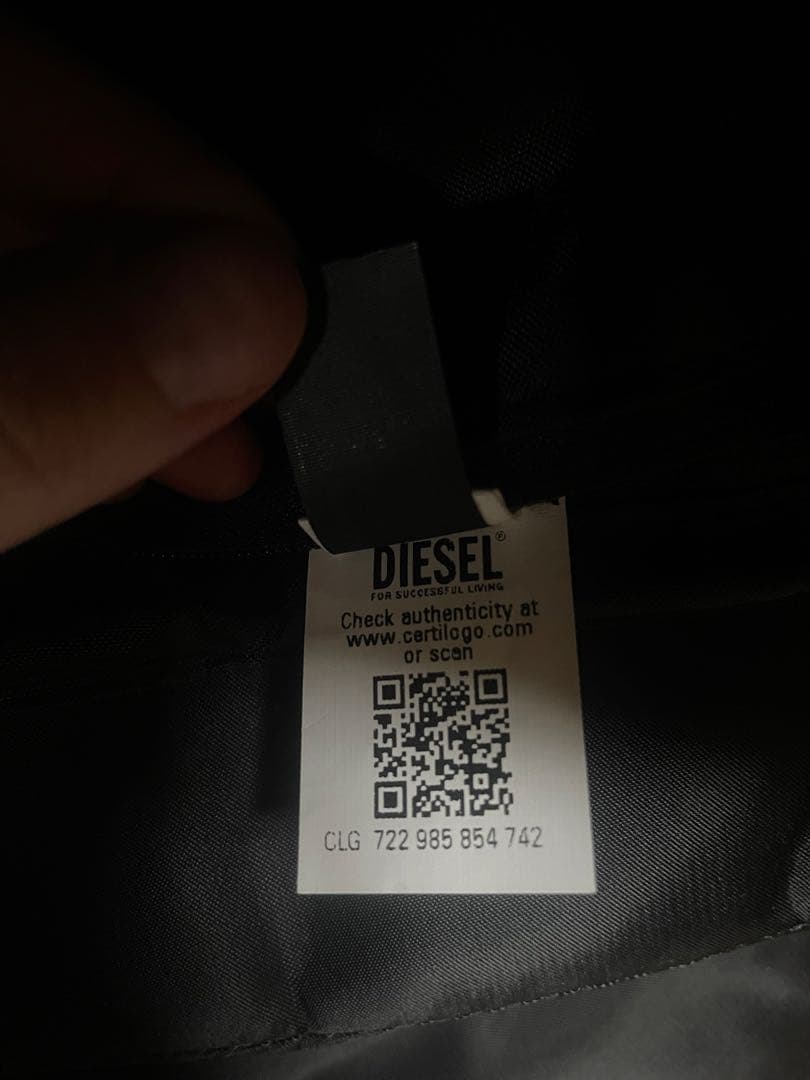 DIESEL®
FOR SUCCESSFUL LIVING
Check authenticity at
www.certilogo.com
or scan
CLG 722 985 854 742